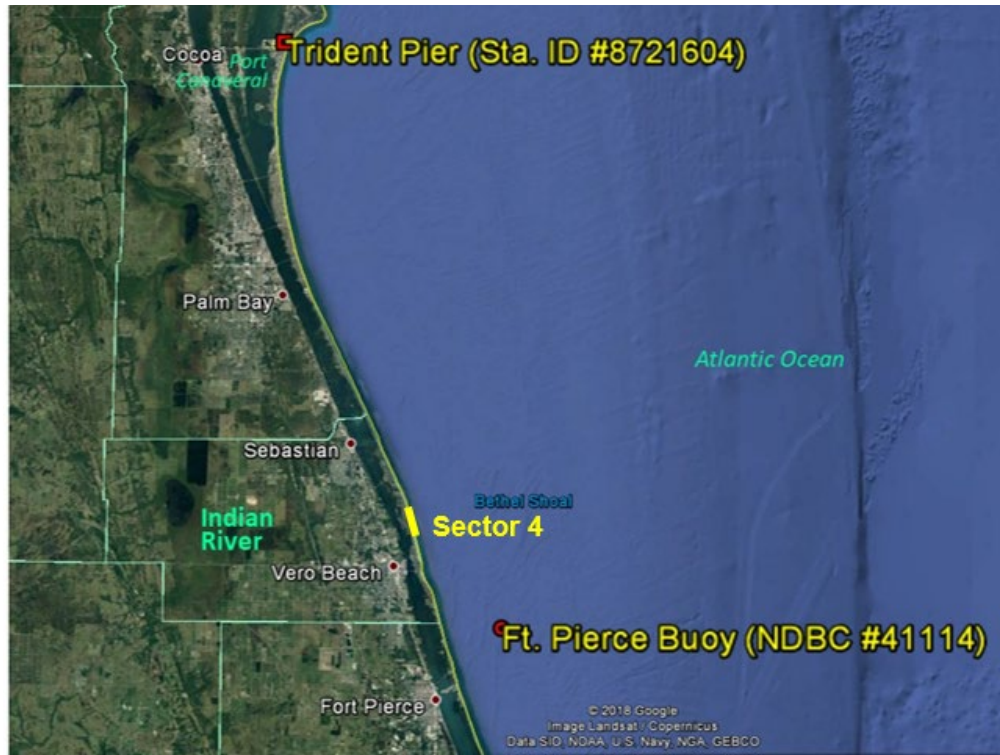 Cocoa
Port
Canaveral
Trident Pier (Sta. ID #8721604)
Palm Bay
Atlantic Ocean
Sebastian
Bethel Shoal
Indian
River
Sector 4
Vero Beach
Ft. Pierce Buoy (NDBC #41114)
Fort Pierce
© 2018 Google
Image Landsat / Copernicus
Data SIO, NOAA, U.S. Navy, NGA, GEBCO